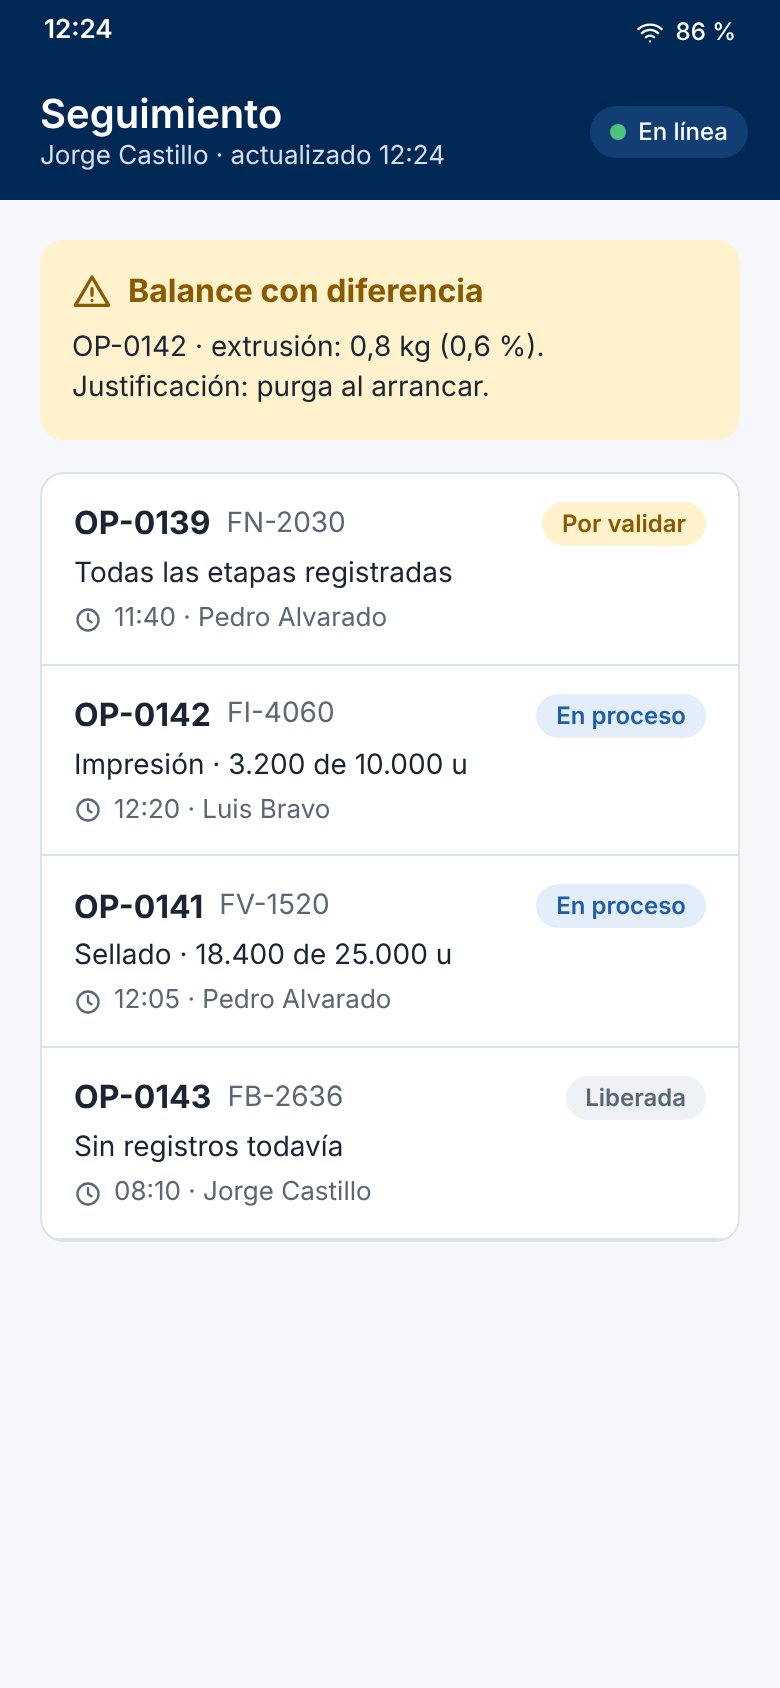 12:24
86 %
Seguimiento
Jorge Castillo · actualizado 12:24
En línea
Balance con diferencia
OP-0142 · extrusión: 0,8 kg (0,6 %).
Justificación: purga al arrancar.
OP-0139 FN-2030 Por validar
Todas las etapas registradas
11:40 · Pedro Alvarado
OP-0142 FI-4060 En proceso
Impresión · 3.200 de 10.000 u
12:20 · Luis Bravo
OP-0141 FV-1520 En proceso
Sellado · 18.400 de 25.000 u
12:05 · Pedro Alvarado
OP-0143 FB-2636 Liberada
Sin registros todavía
08:10 · Jorge Castillo